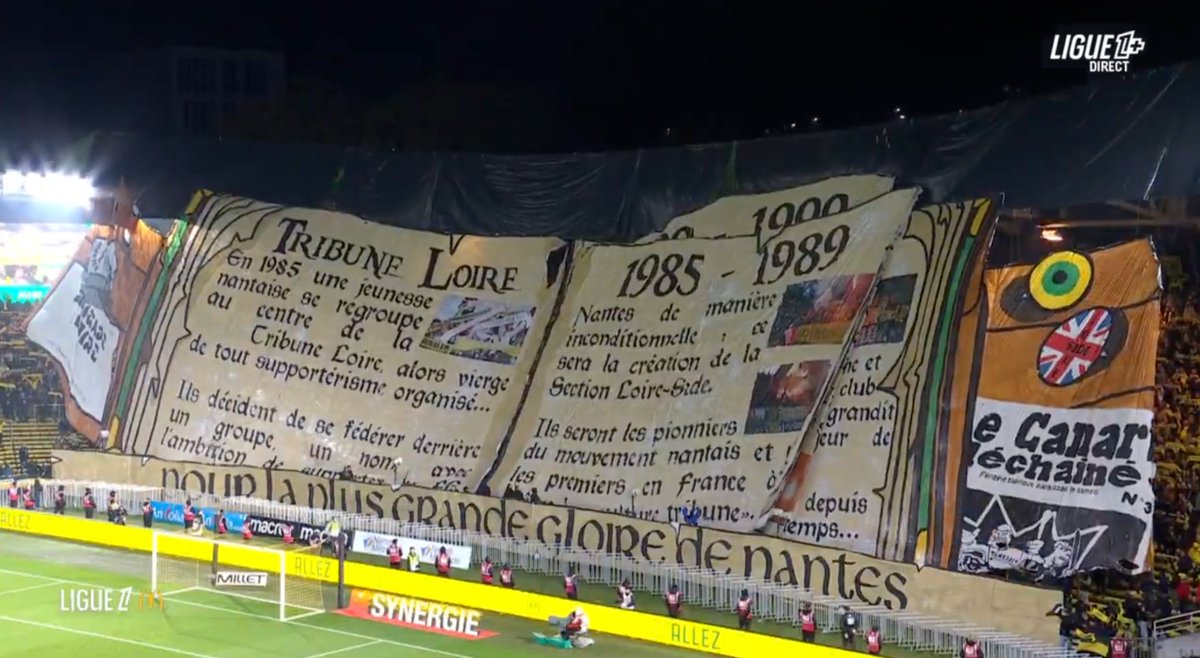 LIGUE 1+
DIRECT
TRIBUNE LOIRE
En 1985 une jeunesse
nantaise se regroupe
au centre de la
Tribune Loire, alors vierge
de tout supportérisme organisé...
Ils décident de se fédérer derrière
un groupe, un nom avec
l'ambition de
1985 - 1989
Nantes de manière
inconditionnelle : ce
sera la création de la
Section Loire-Side.
Ils seront les pionniers
du mouvement nantais et
les premiers en France à
tribune"
1990
et
club
grandit
de
depuis
temps...
POUR LA PLUS GRANDE GLOIRE DE NANTES
SIDE
e Canar
échaîné
N°3
ALLEZ
macron
MILLET
ALLEZ
SYNERGIE
ALLEZ
LIGUE 1